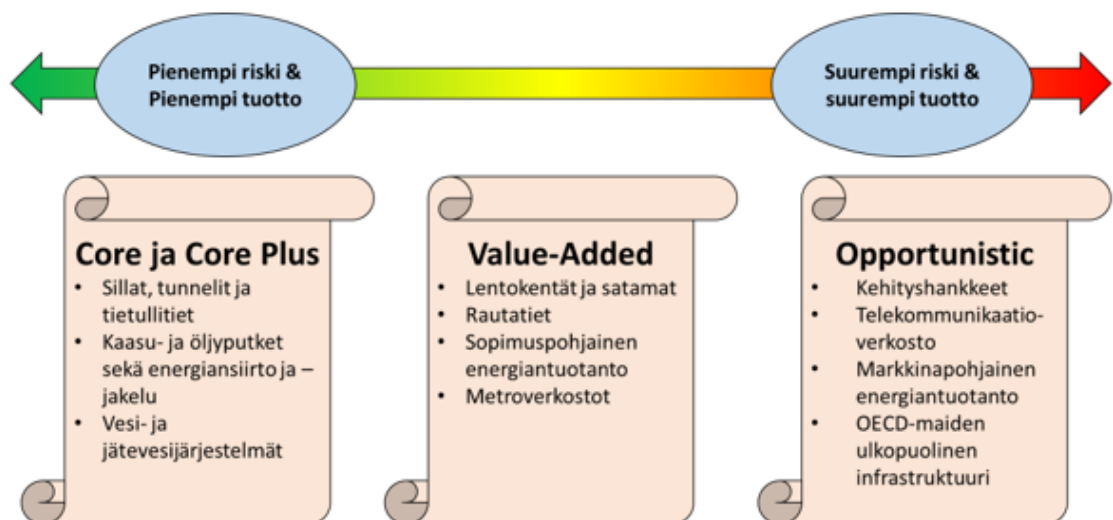 Pienempi riski &
Pienempi tuotto
Suurempi riski &
suurempi tuotto
Core ja Core Plus
• Sillat, tunnelit ja
tietullitiet
• Kaasu- ja öljyputket
sekä energiansiirto ja –
jakelu
• Vesi- ja
jätevesijärjestelmät
Value-Added
• Lentokentät ja satamat
• Rautatiet
• Sopimuspohjainen
energiantuotanto
• Metroverkostot
Opportunistic
• Kehityshankkeet
• Telekommunikaatio-
verkosto
• Markkinapohjainen
energiantuotanto
• OECD-maiden
ulkopuolinen
infrastruktuuri